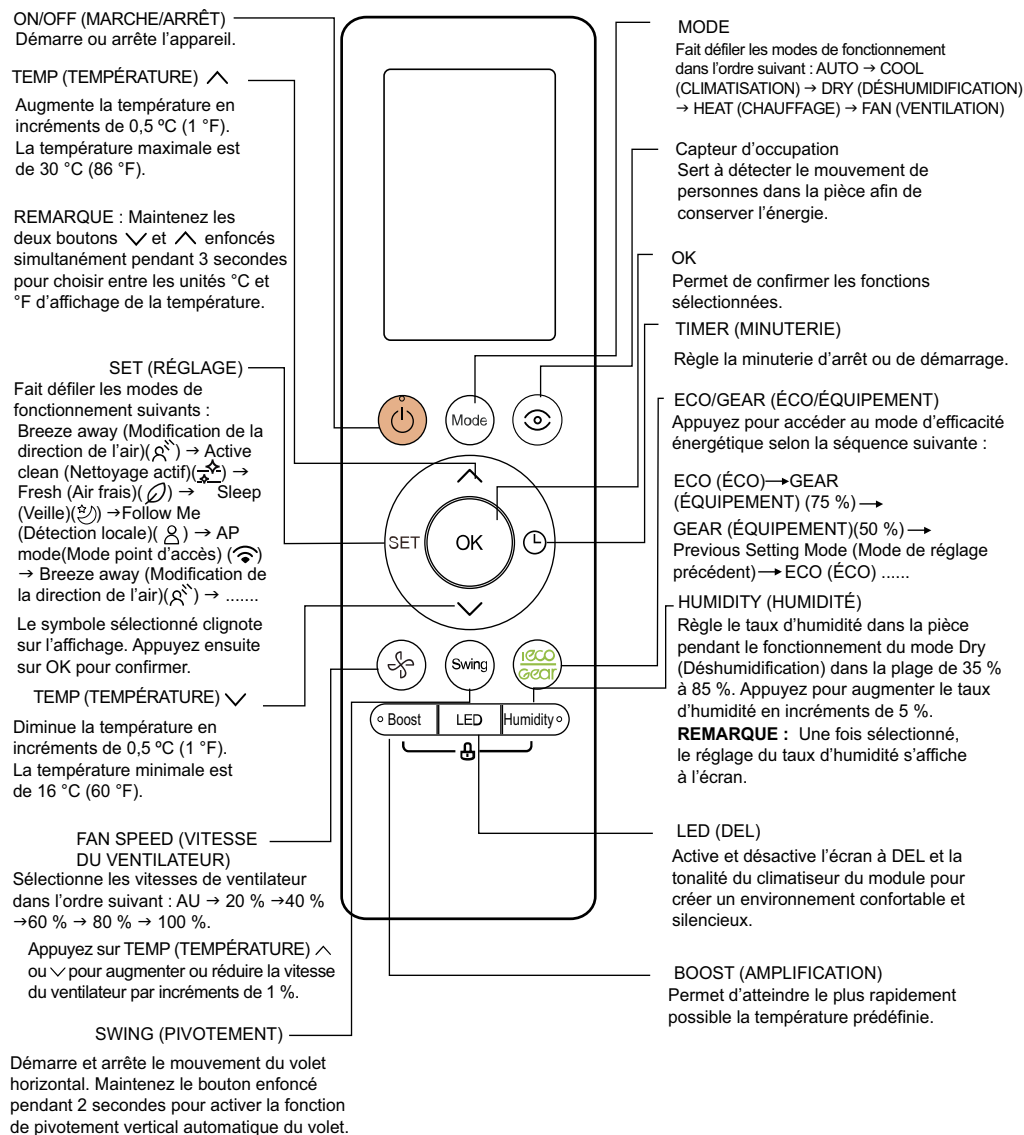 ON/OFF (MARCHE/ARRÊT)
Démarre ou arrête l'appareil.
TEMP (TEMPÉRATURE) ︿
Augmente la température en
incréments de 0,5 ºC (1 °F).
La température maximale est
de 30 °C (86 °F).
REMARQUE : Maintenez les
deux boutons ﹀ et ︿ enfoncés
simultanément pendant 3 secondes
pour choisir entre les unités °C et
°F d'affichage de la température.
SET (RÉGLAGE)
Fait défiler les modes de
fonctionnement suivants :
Breeze away (Modification de la
direction de l'air)( ) → Active
clean (Nettoyage actif)( ) →
Fresh (Air frais)( ) → Sleep
(Veille)( ) →Follow Me
(Détection locale)( ) → AP
mode(Mode point d'accès) ( )
→ Breeze away (Modification de
la direction de l'air)( ) → .......
Le symbole sélectionné clignote
sur l'affichage. Appuyez ensuite
sur OK pour confirmer.
TEMP (TEMPÉRATURE) ﹀
Diminue la température en
incréments de 0,5 ºC (1 °F).
La température minimale est
de 16 °C (60 °F).
FAN SPEED (VITESSE
DU VENTILATEUR)
Sélectionne les vitesses de ventilateur
dans l'ordre suivant : AU → 20 % →40 %
→60 % → 80 % → 100 %.
Appuyez sur TEMP (TEMPÉRATURE) ︿
ou ﹀ pour augmenter ou réduire la vitesse
du ventilateur par incréments de 1 %.
SWING (PIVOTEMENT)
Démarre et arrête le mouvement du volet
horizontal. Maintenez le bouton enfoncé
pendant 2 secondes pour activer la fonction
de pivotement vertical automatique du volet.
Mode
SET
OK
Swing
ieco
Gear
Boost
LED
Humidity
MODE
Fait défiler les modes de fonctionnement
dans l'ordre suivant : AUTO → COOL
(CLIMATISATION) → DRY (DÉSHUMIDIFICATION)
→ HEAT (CHAUFFAGE) → FAN (VENTILATION)
Capteur d'occupation
Sert à détecter le mouvement de
personnes dans la pièce afin de
conserver l'énergie.
OK
Permet de confirmer les fonctions
sélectionnées.
TIMER (MINUTERIE)
Règle la minuterie d'arrêt ou de démarrage.
ECO/GEAR (ÉCO/ÉQUIPEMENT)
Appuyez pour accéder au mode d'efficacité
énergétique selon la séquence suivante :
ECO (ÉCO)→GEAR
(ÉQUIPEMENT) (75 %)→
GEAR (ÉQUIPEMENT)(50 %)→
Previous Setting Mode (Mode de réglage
précédent)→ECO (ÉCO) ......
HUMIDITY (HUMIDITÉ)
Règle le taux d'humidité dans la pièce
pendant le fonctionnement du mode Dry
(Déshumidification) dans la plage de 35 %
à 85 %. Appuyez pour augmenter le taux
d'humidité en incréments de 5 %.
REMARQUE : Une fois sélectionné,
le réglage du taux d'humidité s'affiche
à l'écran.
LED (DEL)
Active et désactive l'écran à DEL et la
tonalité du climatiseur du module pour
créer un environnement confortable et
silencieux.
BOOST (AMPLIFICATION)
Permet d'atteindre le plus rapidement
possible la température prédéfinie.